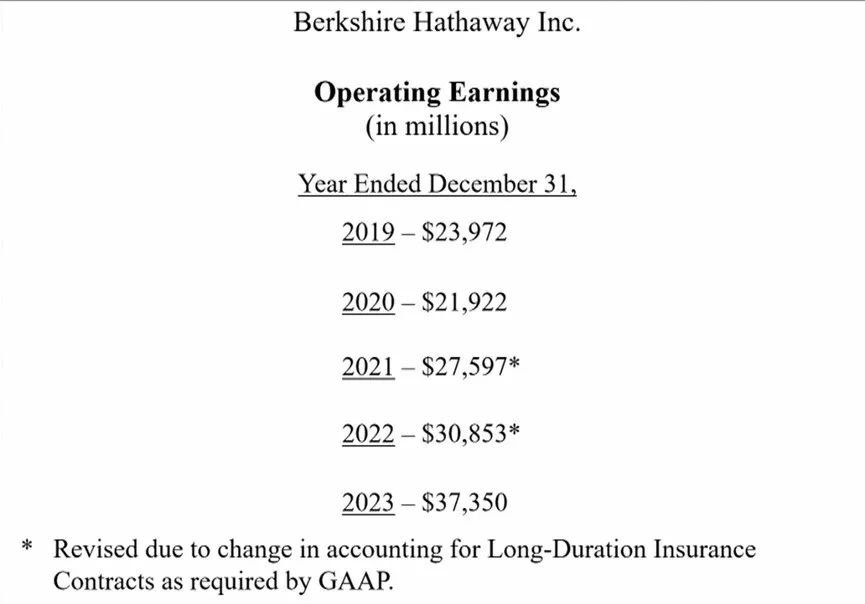 Berkshire Hathaway Inc.
Operating Earnings
(in millions)
Year Ended December 31,
2019 – $23,972
2020 – $21,922
2021 – $27,597*
2022 – $30,853*
2023 – $37,350
* Revised due to change in accounting for Long-Duration Insurance
Contracts as required by GAAP.